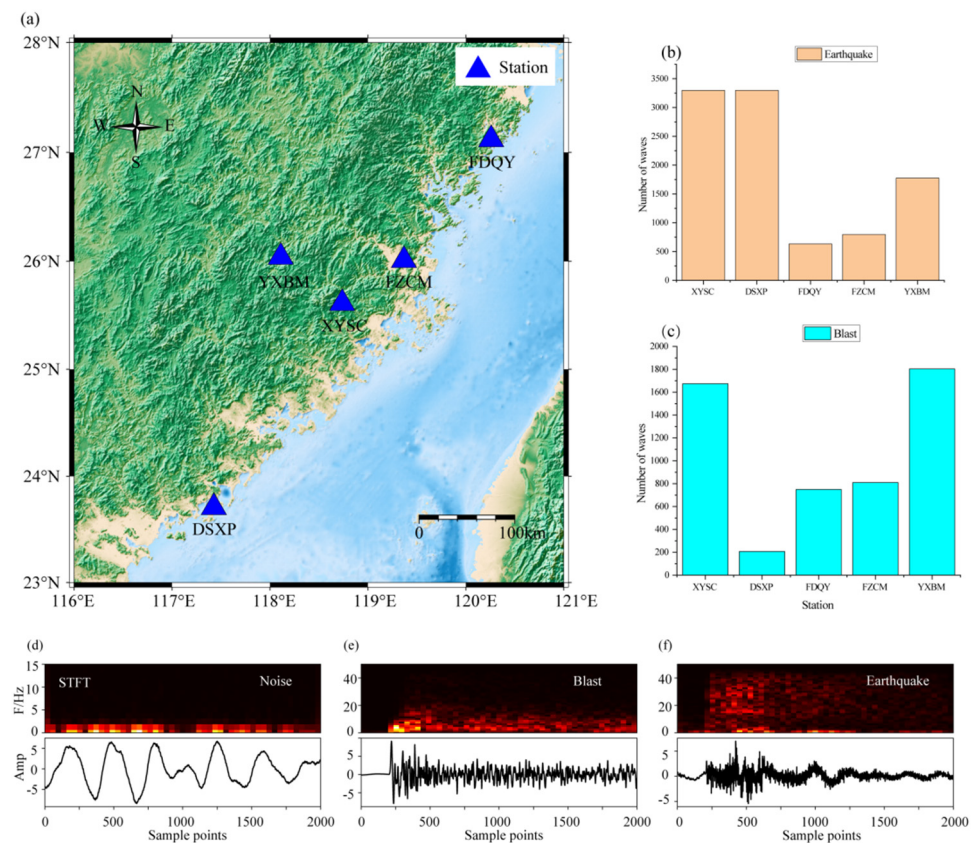 (a)
28°N
27°N
26°N
25°N
24°N
23°N
116°E 117°E 118°E 119°E 120°E 121°E
Station
N
W E
S
FDQY
YXBM
FZCM
XYSC
DSXP
0 100km
(b)
Earthquake
Number of waves
3500
3000
2500
2000
1500
1000
500
0
XYSC DSXP FDQY FZCM YXBM
(c)
Blast
Number of waves
2000
1800
1600
1400
1200
1000
800
600
400
200
0
XYSC DSXP FDQY FZCM YXBM
Station
(d)
F/Hz
15
10
5
0
STFT Noise
Amp
5
0
-5
0 500 1000 1500 2000
Sample points
(e)
40
20
0
Blast
5
0
-5
0 500 1000 1500 2000
Sample points
(f)
40
20
0
Earthquake
5
0
-5
0 500 1000 1500 2000
Sample points